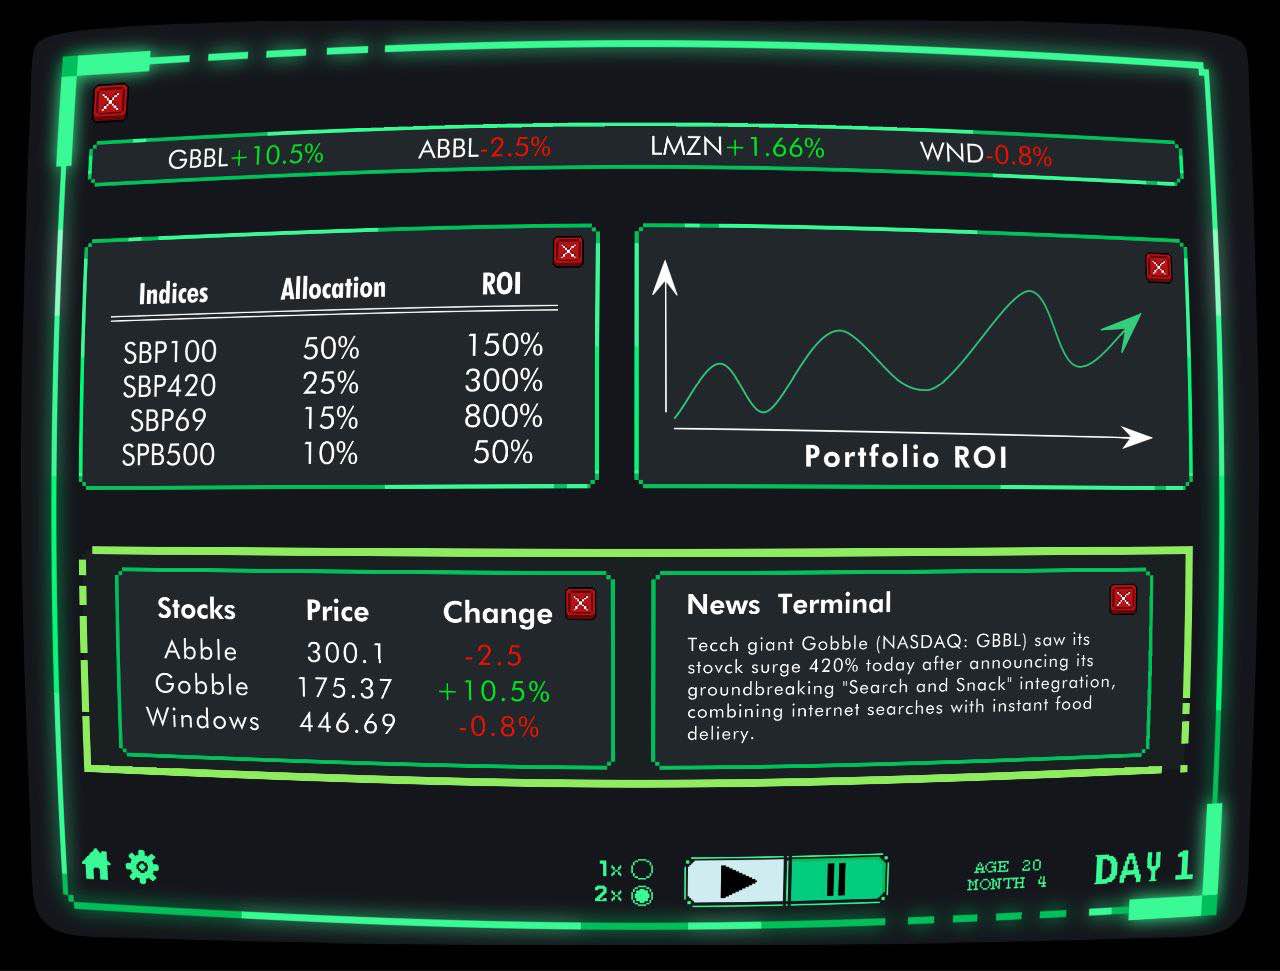 GBBL+10.5% ABBL-2.5% LMZN+1.66% WND-0.8%
Indices Allocation ROI
SBP100 50% 150%
SBP420 25% 300%
SBP69 15% 800%
SPB500 10% 50%
Portfolio ROI
Stocks Price Change
Abble 300.1 -2.5
Gobble 175.37 +10.5%
Windows 446.69 -0.8%
News Terminal
Tecch giant Gobble (NASDAQ: GBBL) saw its
stovck surge 420% today after announcing its
groundbreaking "Search and Snack" integration,
combining internet searches with instant food
deliery.
1x
2x
AGE 20
MONTH 4
DAY 1